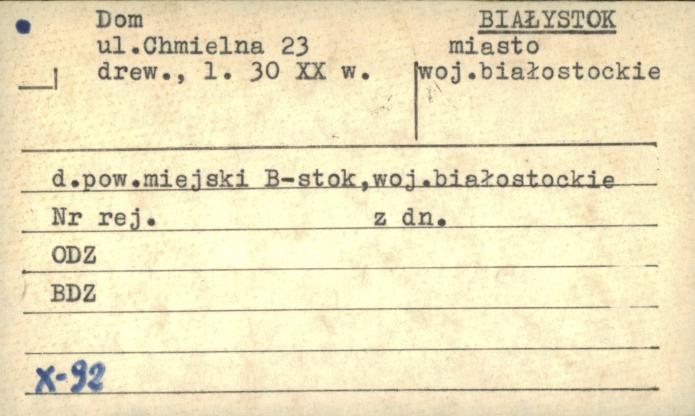 Dom
ul.Chmielna 23
drew., l. 30 XX w.
BIAŁYSTOK
miasto
woj.białostockie
d.pow.miejski B-stok,woj.białostockie
Nr rej. z dn.
ODZ
BDZ
X-92